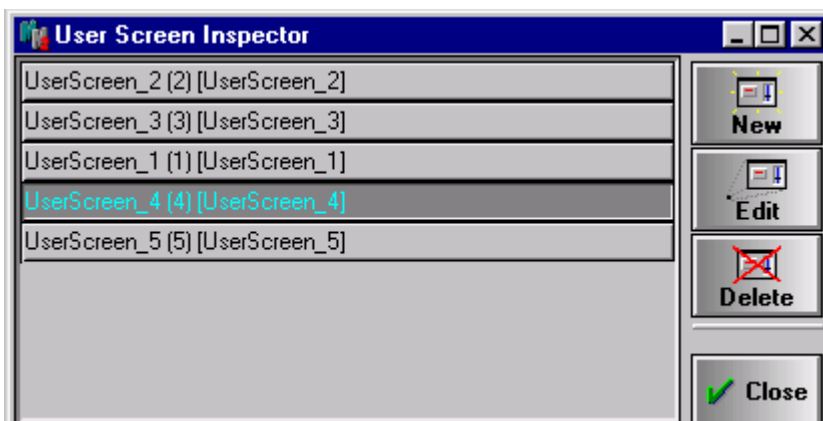 User Screen Inspector
UserScreen_2 (2) [UserScreen_2]
UserScreen_3 (3) [UserScreen_3]
UserScreen_1 (1) [UserScreen_1]
UserScreen_4 (4) [UserScreen_4]
UserScreen_5 (5) [UserScreen_5]
New
Edit
Delete
Close